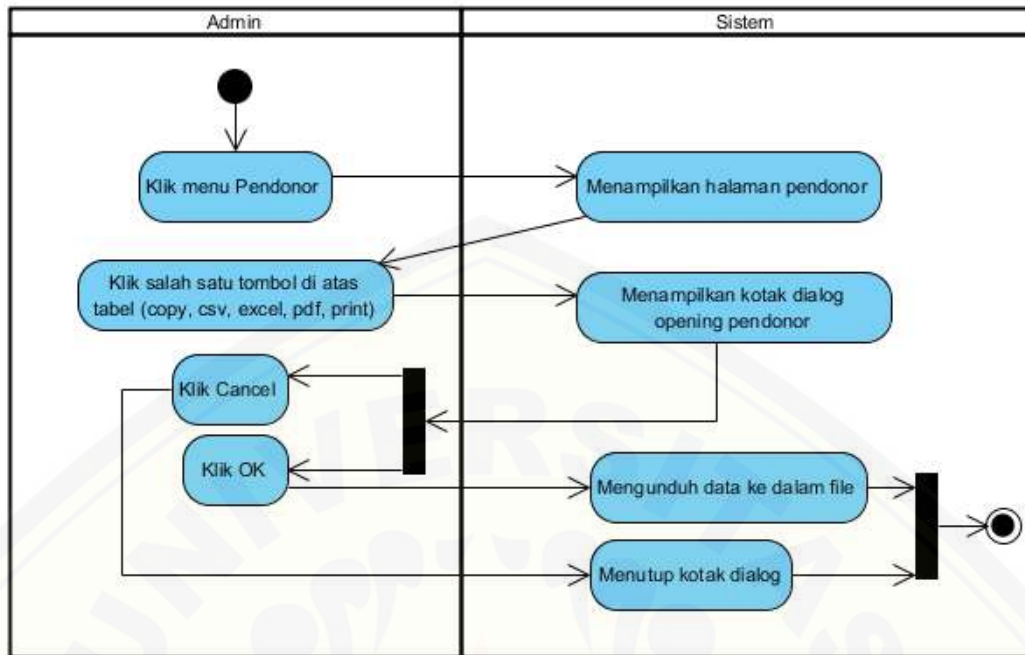 Admin
Sistem
Klik menu Pendonor
Menampilkan halaman pendonor
Klik salah satu tombol di atas
tabel (copy, csv, excel, pdf, print)
Menampilkan kotak dialog
opening pendonor
Klik Cancel
Klik OK
Mengunduh data ke dalam file
Menutup kotak dialog
UNIVERSITAS